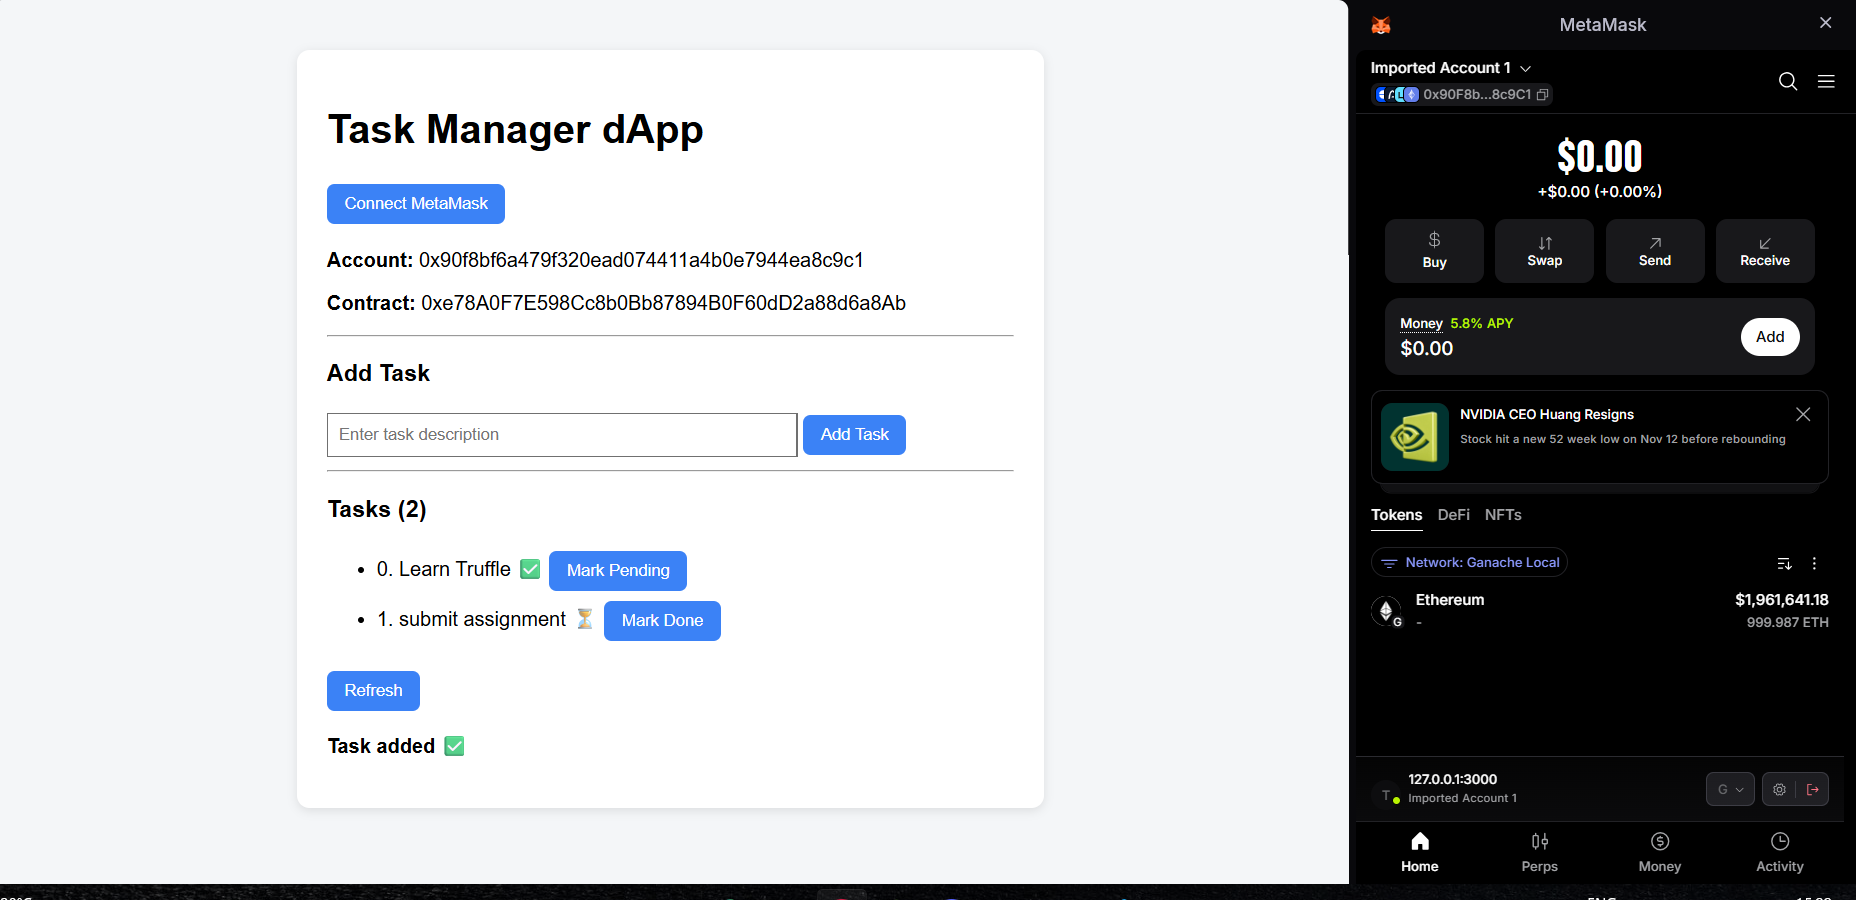 Task Manager dApp
Connect MetaMask
Account: 0x90f8bf6a479f320ead074411a4b0e7944ea8c9c1
Contract: 0xe78A0F7E598Cc8b0Bb87894B0F60dD2a88d6a8Ab
Add Task
Enter task description
Add Task
Tasks (2)
0. Learn Truffle ✅ Mark Pending
1. submit assignment ⏳ Mark Done
Refresh
Task added ✅
MetaMask
Imported Account 1
0x90F8b...8c9C1
$0.00
+$0.00 (+0.00%)
Buy
Swap
Send
Receive
Money 5.8% APY
$0.00
Add
NVIDIA CEO Huang Resigns
Stock hit a new 52 week low on Nov 12 before rebounding
Tokens DeFi NFTs
Network: Ganache Local
Ethereum $1,961,641.18
G
- 999.987 ETH
127.0.0.1:3000
T
Imported Account 1
G
Home
Perps
Money
Activity